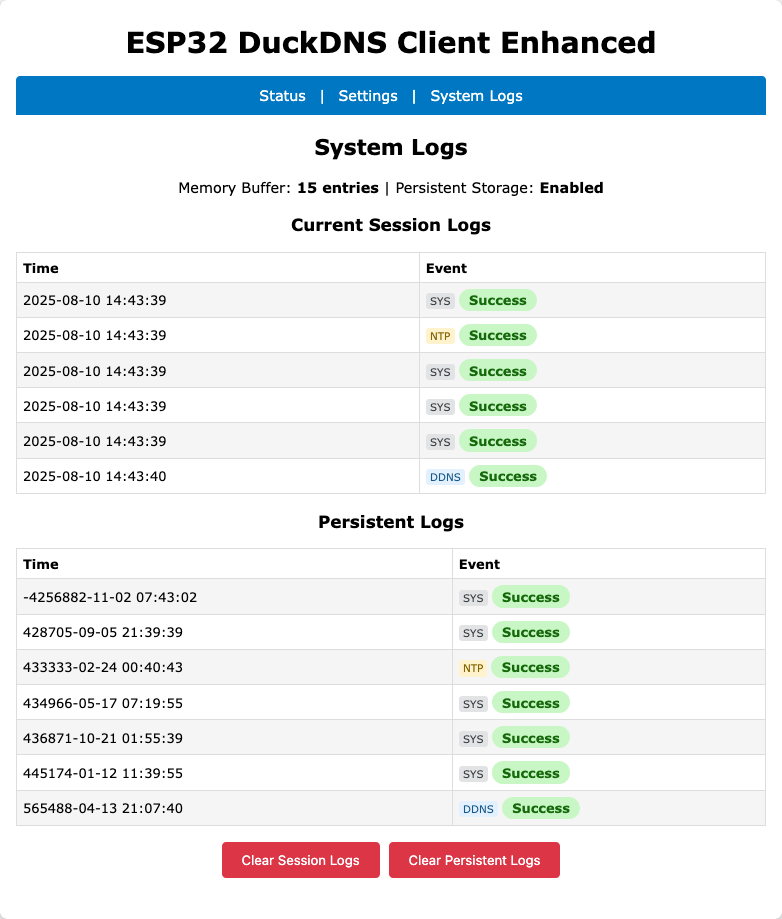 ESP32 DuckDNS Client Enhanced
Status | Settings | System Logs
System Logs
Memory Buffer: 15 entries | Persistent Storage: Enabled
Current Session Logs
Time Event
2025-08-10 14:43:39 SYS Success
2025-08-10 14:43:39 NTP Success
2025-08-10 14:43:39 SYS Success
2025-08-10 14:43:39 SYS Success
2025-08-10 14:43:39 SYS Success
2025-08-10 14:43:40 DDNS Success
Persistent Logs
Time Event
-4256882-11-02 07:43:02 SYS Success
428705-09-05 21:39:39 SYS Success
433333-02-24 00:40:43 NTP Success
434966-05-17 07:19:55 SYS Success
436871-10-21 01:55:39 SYS Success
445174-01-12 11:39:55 SYS Success
565488-04-13 21:07:40 DDNS Success
Clear Session Logs Clear Persistent Logs